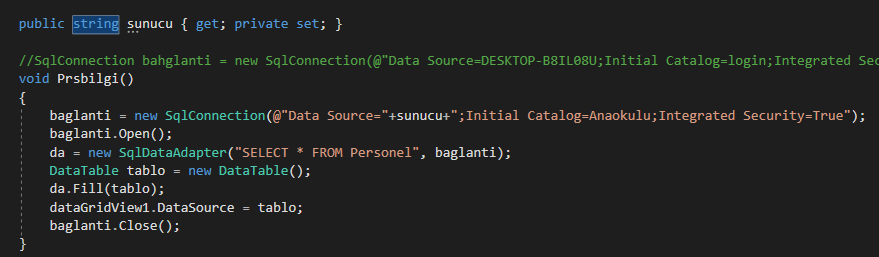 public string sunucu { get; private set; }
//SqlConnection bahglanti = new SqlConnection(@"Data Source=DESKTOP-B8IL08U;Initial Catalog=login;Integrated Sec
void Prsbilgi()
{
baglanti = new SqlConnection(@"Data Source="+sunucu+";Initial Catalog=Anaokulu;Integrated Security=True");
baglanti.Open();
da = new SqlDataAdapter("SELECT * FROM Personel", baglanti);
DataTable tablo = new DataTable();
da.Fill(tablo);
dataGridView1.DataSource = tablo;
baglanti.Close();
}